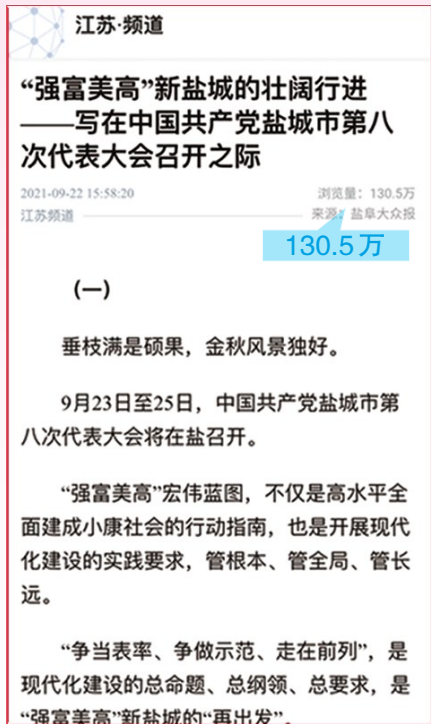 江苏·频道
“强富美高”新盐城的壮阔行进
——写在中国共产党盐城市第八
次代表大会召开之际
2021-09-22 15:58:20
浏览量：130.5万
江苏频道
来源：盐阜大众报
130.5万
(一)
垂枝满是硕果，金秋风景独好。
9月23日至25日，中国共产党盐城市第
八次代表大会将在盐召开。
“强富美高”宏伟蓝图，不仅是高水平全
面建成小康社会的行动指南，也是开展现代
化建设的实践要求，管根本、管全局、管长
远。
“争当表率、争做示范、走在前列”，是
现代化建设的总命题、总纲领、总要求，是
“强富美高”新盐城的“再出发”。